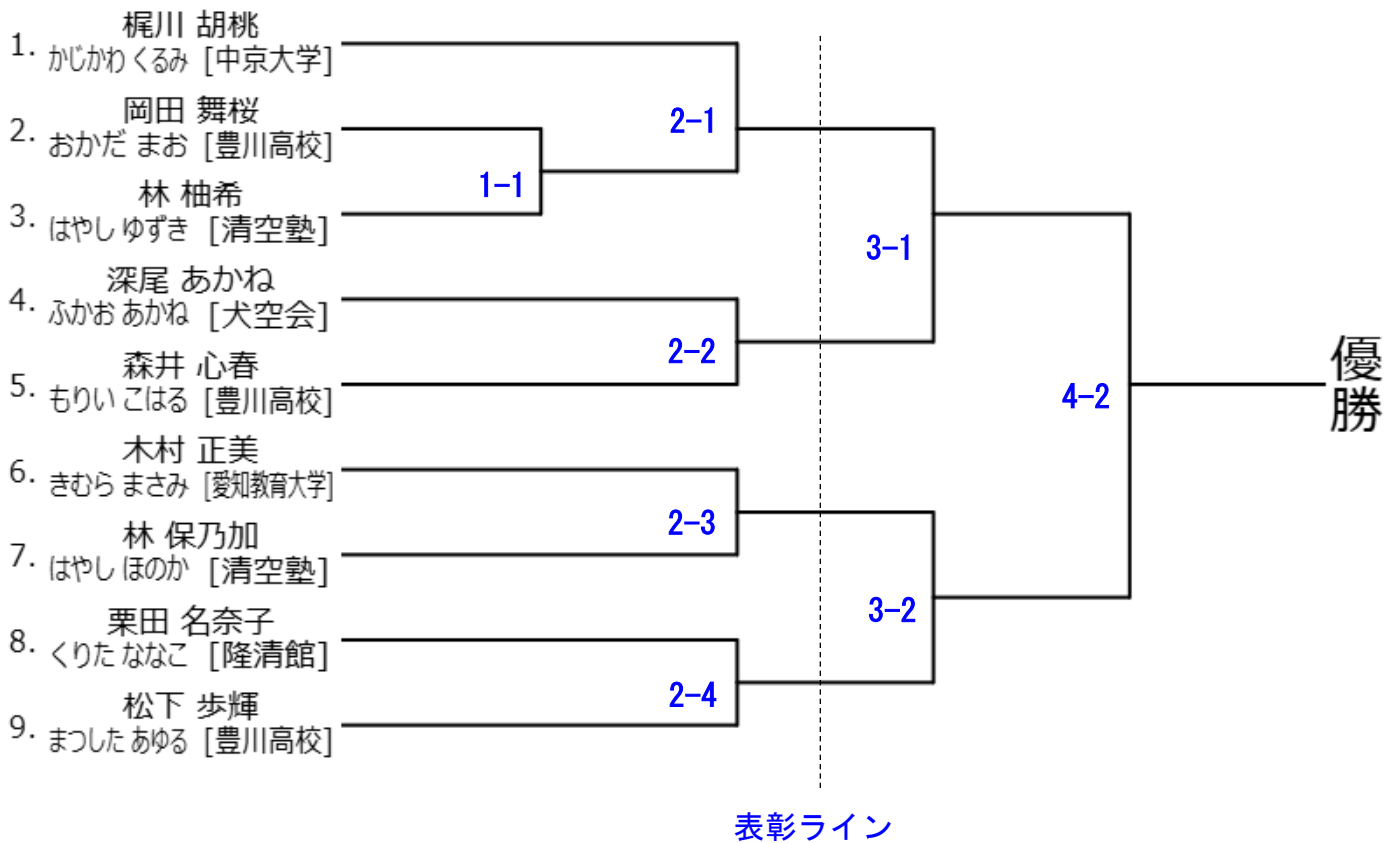 梶川 胡桃
1. かじかわ くるみ [中京大学]
岡田 舞桜
2. おかだ まお [豊川高校]
林 柚希
3. はやし ゆずき [清空塾]
深尾 あかね
4. ふかお あかね [犬空会]
森井 心春
5. もりい こはる [豊川高校]
木村 正美
6. きむら まさみ [愛知教育大学]
林 保乃加
7. はやし ほのか [清空塾]
栗田 名奈子
8. くりた ななこ [隆清館]
松下 歩輝
9. まつした あゆる [豊川高校]
1-1
2-1
2-2
2-3
2-4
3-1
3-2
4-2
優勝
表彰ライン